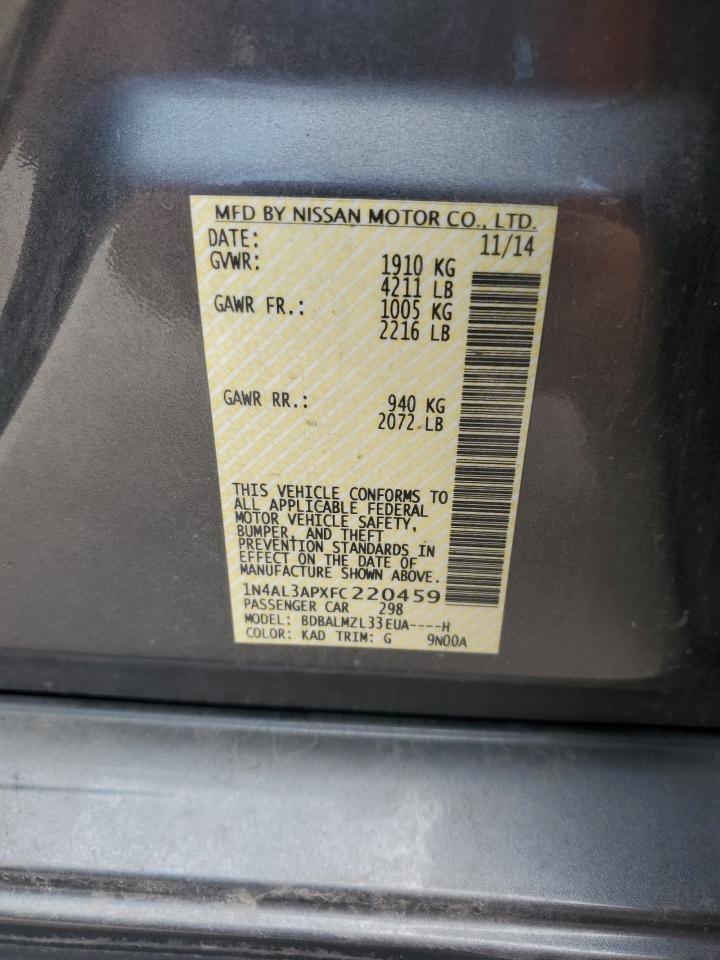 MFD BY NISSAN MOTOR CO., LTD.
DATE: 11/14
GVWR: 1910 KG
4211 LB
GAWR FR.: 1005 KG
2216 LB
GAWR RR.: 940 KG
2072 LB
THIS VEHICLE CONFORMS TO
ALL APPLICABLE FEDERAL
MOTOR VEHICLE SAFETY,
BUMPER, AND THEFT
PREVENTION STANDARDS IN
EFFECT ON THE DATE OF
MANUFACTURE SHOWN ABOVE.
1N4AL3APXFC220459
PASSENGER CAR 298
MODEL: BDBALMZL33EUA----H
COLOR: KAD TRIM: G 9N00A